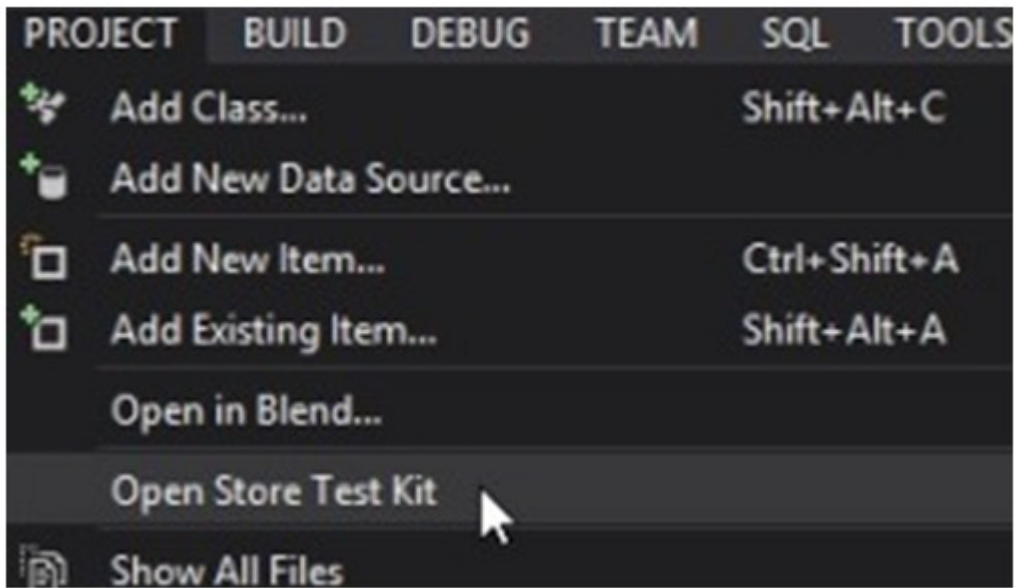 PROJECT BUILD DEBUG TEAM SQL TOOLS
Add Class... Shift+Alt+C
Add New Data Source...
Add New Item... Ctrl+Shift+A
Add Existing Item... Shift+Alt+A
Open in Blend...
Open Store Test Kit
Show All Files